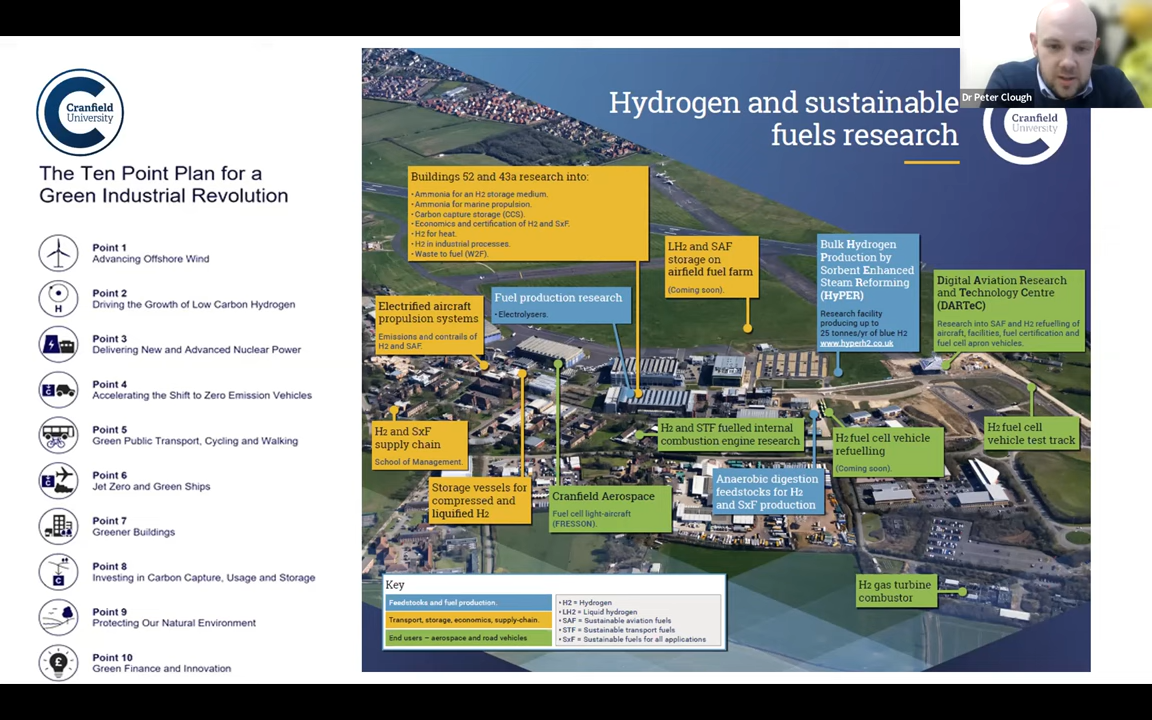 Cranfield
University
The Ten Point Plan for a
Green Industrial Revolution
Point 1
Advancing Offshore Wind
H
Point 2
Driving the Growth of Low Carbon Hydrogen
Point 3
Delivering New and Advanced Nuclear Power
Point 4
Accelerating the Shift to Zero Emission Vehicles
Point 5
Green Public Transport, Cycling and Walking
Point 6
Jet Zero and Green Ships
Point 7
Greener Buildings
Point 8
Investing in Carbon Capture, Usage and Storage
Point 9
Protecting Our Natural Environment
£
Point 10
Green Finance and Innovation
Dr Peter Clough
Hydrogen and sustainable
fuels research
Cranfield
University
Buildings 52 and 43a research into:
• Ammonia for an H2 storage medium.
• Ammonia for marine propulsion.
• Carbon capture storage (CCS).
• Economics and certification of H2 and SxF.
• H2 for heat.
• H2 in industrial processes.
• Waste to fuel (W2F).
LH2 and SAF
storage on
airfield fuel farm
(Coming soon).
Bulk Hydrogen
Production by
Sorbent Enhanced
Steam Reforming
(HyPER)
Research facility
producing up to
25 tonnes/yr of blue H2
www.hyperh2.co.uk
Digital Aviation Research
and Technology Centre
(DARTeC)
Research into SAF and H2 refuelling of
aircraft, facilities, fuel certification and
fuel cell apron vehicles.
Electrified aircraft
propulsion systems
Emissions and contrails of
H2 and SAF.
Fuel production research
• Electrolysers.
H2 and SxF
supply chain
School of Management.
Storage vessels for
compressed and
liquified H2
Cranfield Aerospace
Fuel cell light-aircraft
(FRESSON).
H2 and STF fuelled internal
combustion engine research
Anaerobic digestion
feedstocks for H2
and SxF production
H2 fuel cell vehicle
refuelling
(Coming soon).
H2 fuel cell
vehicle test track
H2 gas turbine
combustor
Key
Feedstocks and fuel production.
Transport, storage, economics, supply-chain.
End users – aerospace and road vehicles
• H2 = Hydrogen
• LH2 = Liquid hydrogen
• SAF = Sustainable aviation fuels
• STF = Sustainable transport fuels
• SxF = Sustainable fuels for all applications